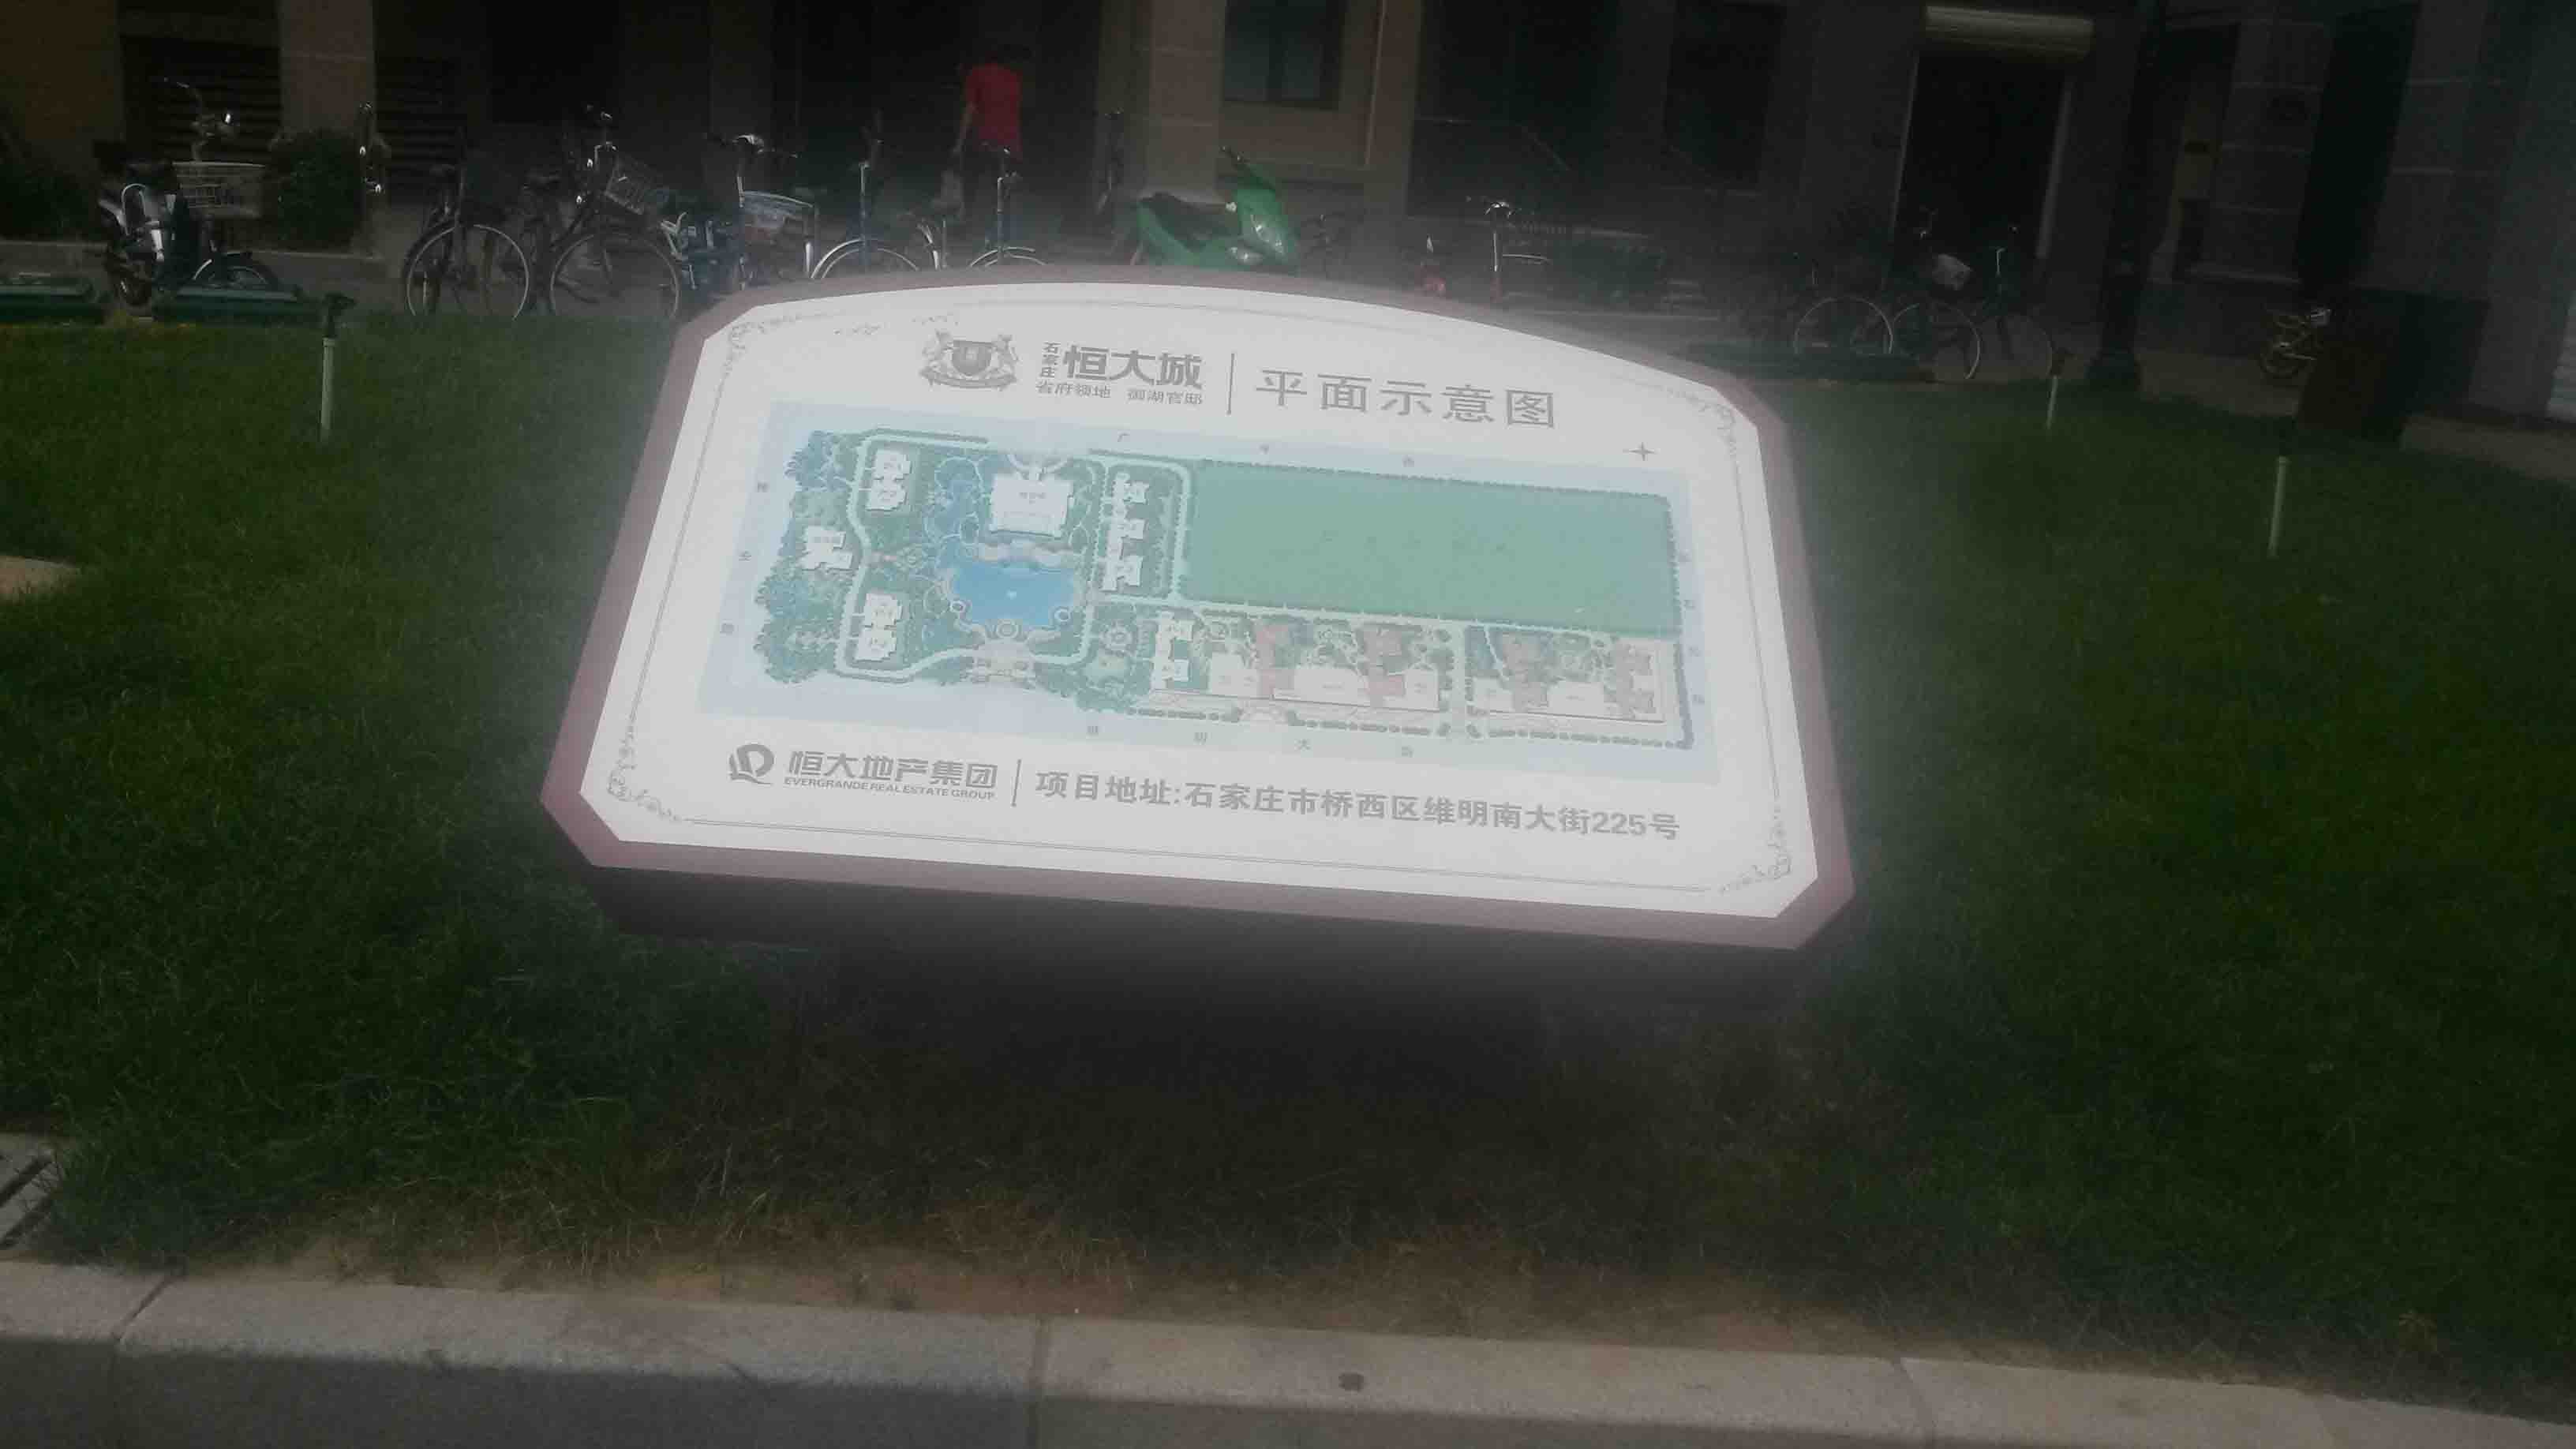 石家庄
恒大城
省府领地 御湖官邸
平面示意图
恒大地产集团
EVERGRANDE REAL ESTATE GROUP
项目地址:石家庄市桥西区维明南大街225号